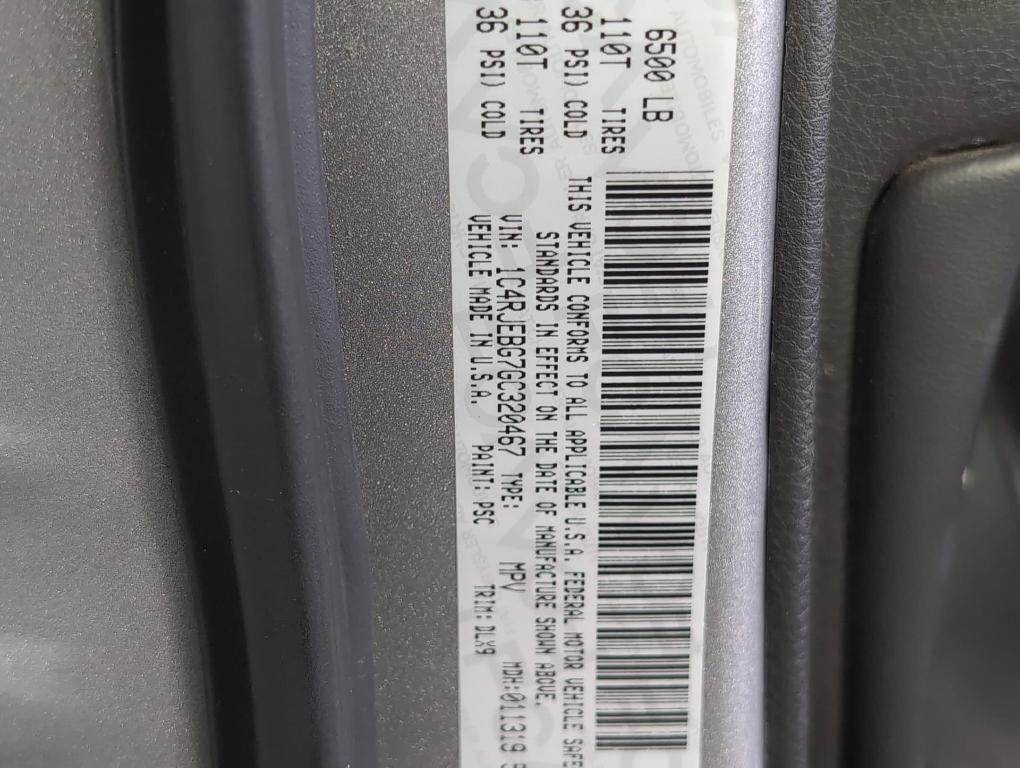 6500 LB
110T TIRES
36 PSI) COLD
110T TIRES
36 PSI) COLD
THIS VEHICLE CONFORMS TO ALL APPLICABLE U.S.A. FEDERAL MOTOR VEHICLE SAFE
STANDARDS IN EFFECT ON THE DATE OF MANUFACTURE SHOWN ABOVE.
VIN: 1C4RJEBG7GC320467 TYPE: MPV MDH:011319
VEHICLE MADE IN U.S.A. PAINT: PSC TRIM: DLX9